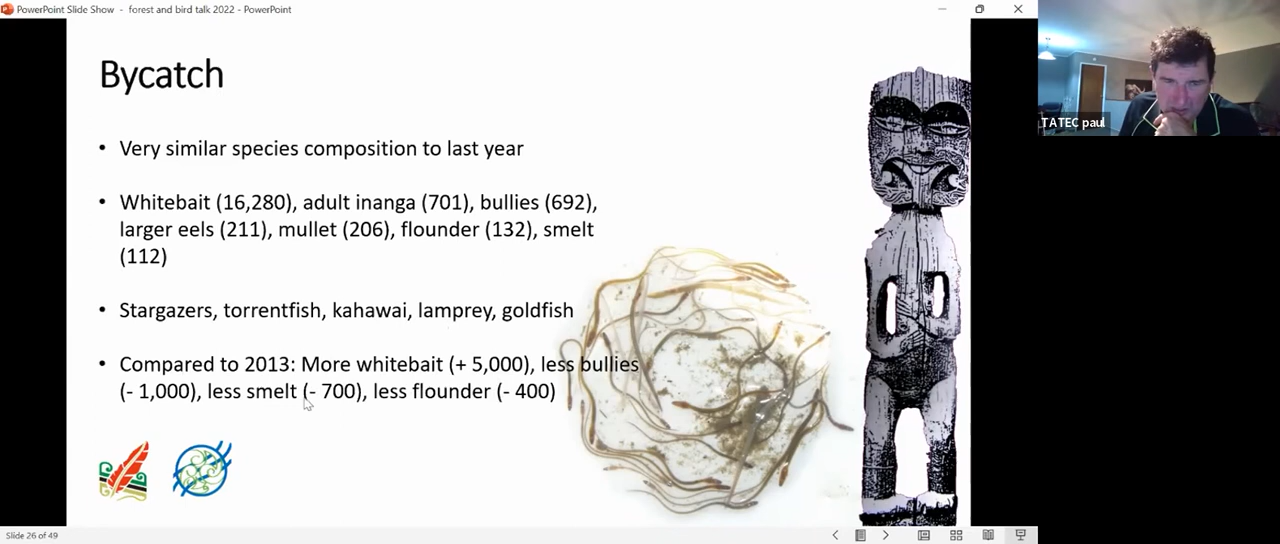 PowerPoint Slide Show - forest and bird talk 2022 - PowerPoint
Bycatch
• Very similar species composition to last year
• Whitebait (16,280), adult inanga (701), bullies (692),
larger eels (211), mullet (206), flounder (132), smelt
(112)
• Stargazers, torrentfish, kahawai, lamprey, goldfish
• Compared to 2013: More whitebait (+ 5,000), less bullies
(- 1,000), less smelt (- 700), less flounder (- 400)
TATEC paul
Slide 26 of 49